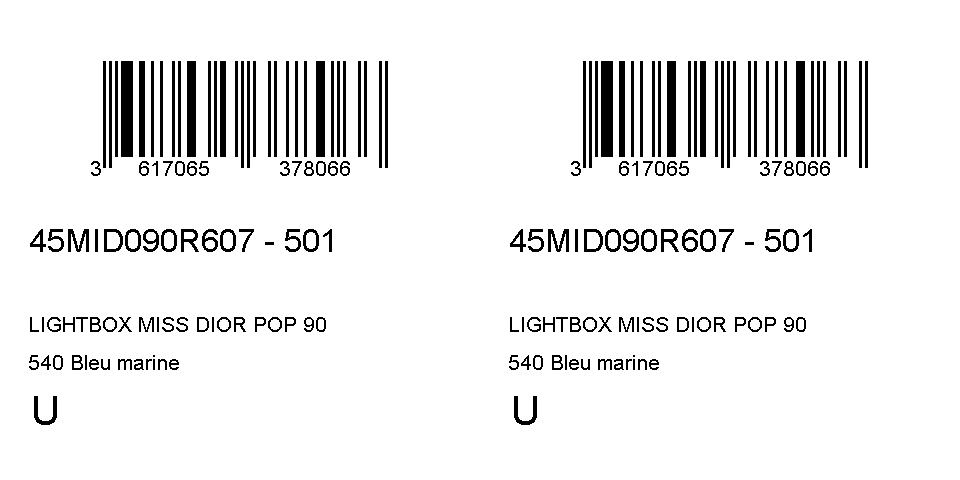 3 617065 378066
45MID090R607 - 501
LIGHTBOX MISS DIOR POP 90
540 Bleu marine
U
3 617065 378066
45MID090R607 - 501
LIGHTBOX MISS DIOR POP 90
540 Bleu marine
U